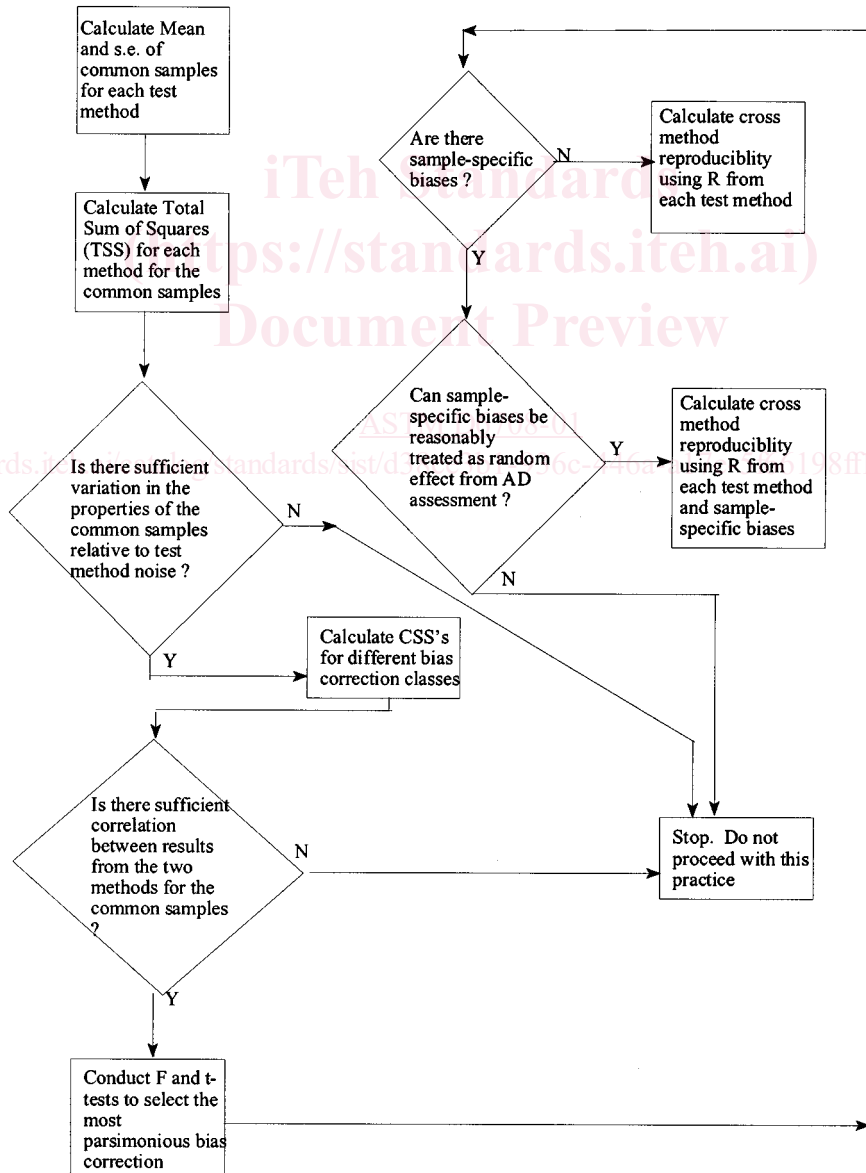 Calculate Mean
and s.e. of
common samples
for each test
method
Calculate Total
Sum of Squares
(TSS) for each
method for the
common samples
Is there sufficient
variation in the
properties of the
common samples
relative to test
method noise ?
N
Y
Calculate CSS's
for different bias
correction classes
Is there sufficient
correlation
between results
from the two
methods for the
common samples
?
N
Y
Conduct F and t-
tests to select the
most
parsimonious bias
correction
Are there
sample-specific
biases ?
N
Calculate cross
method
reproduciblity
using R from
each test method
Y
Can sample-
specific biases be
reasonably
treated as random
effect from AD
assessment ?
Y
Calculate cross
method
reproduciblity
using R from
each test method
and sample-
specific biases
N
Stop. Do not
proceed with this
practice
iTeh Standards
(https://standards.iteh.ai)
Document Preview